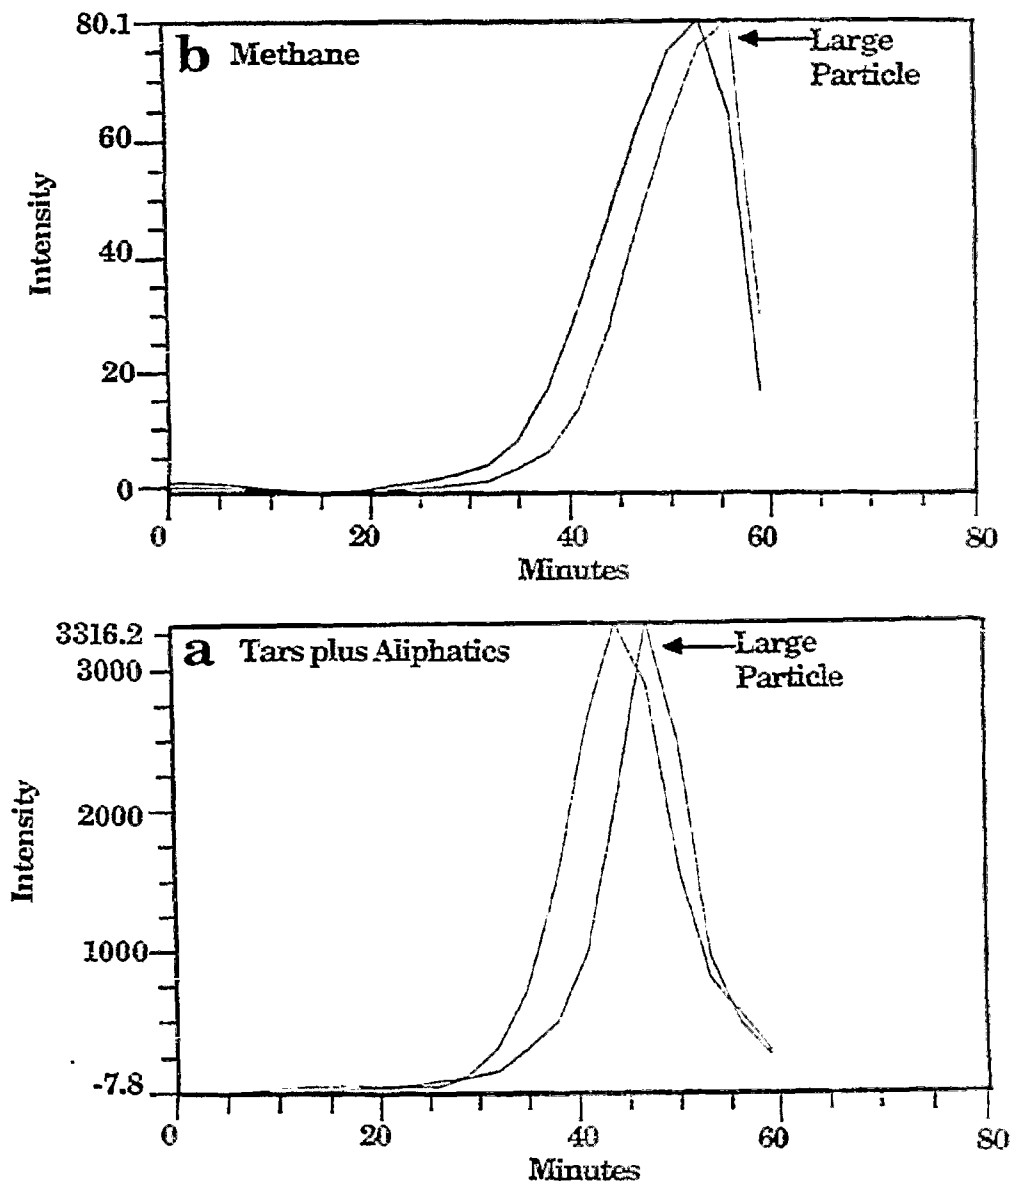 80.1
b Methane
Large
Particle
60
Intensity
40
20
0
0 20 40 60 80
Minutes
3316.2
a Tars plus Aliphatics
Large
Particle
3000
Intensity
2000
1000
-7.8
0 20 40 60 80
Minutes